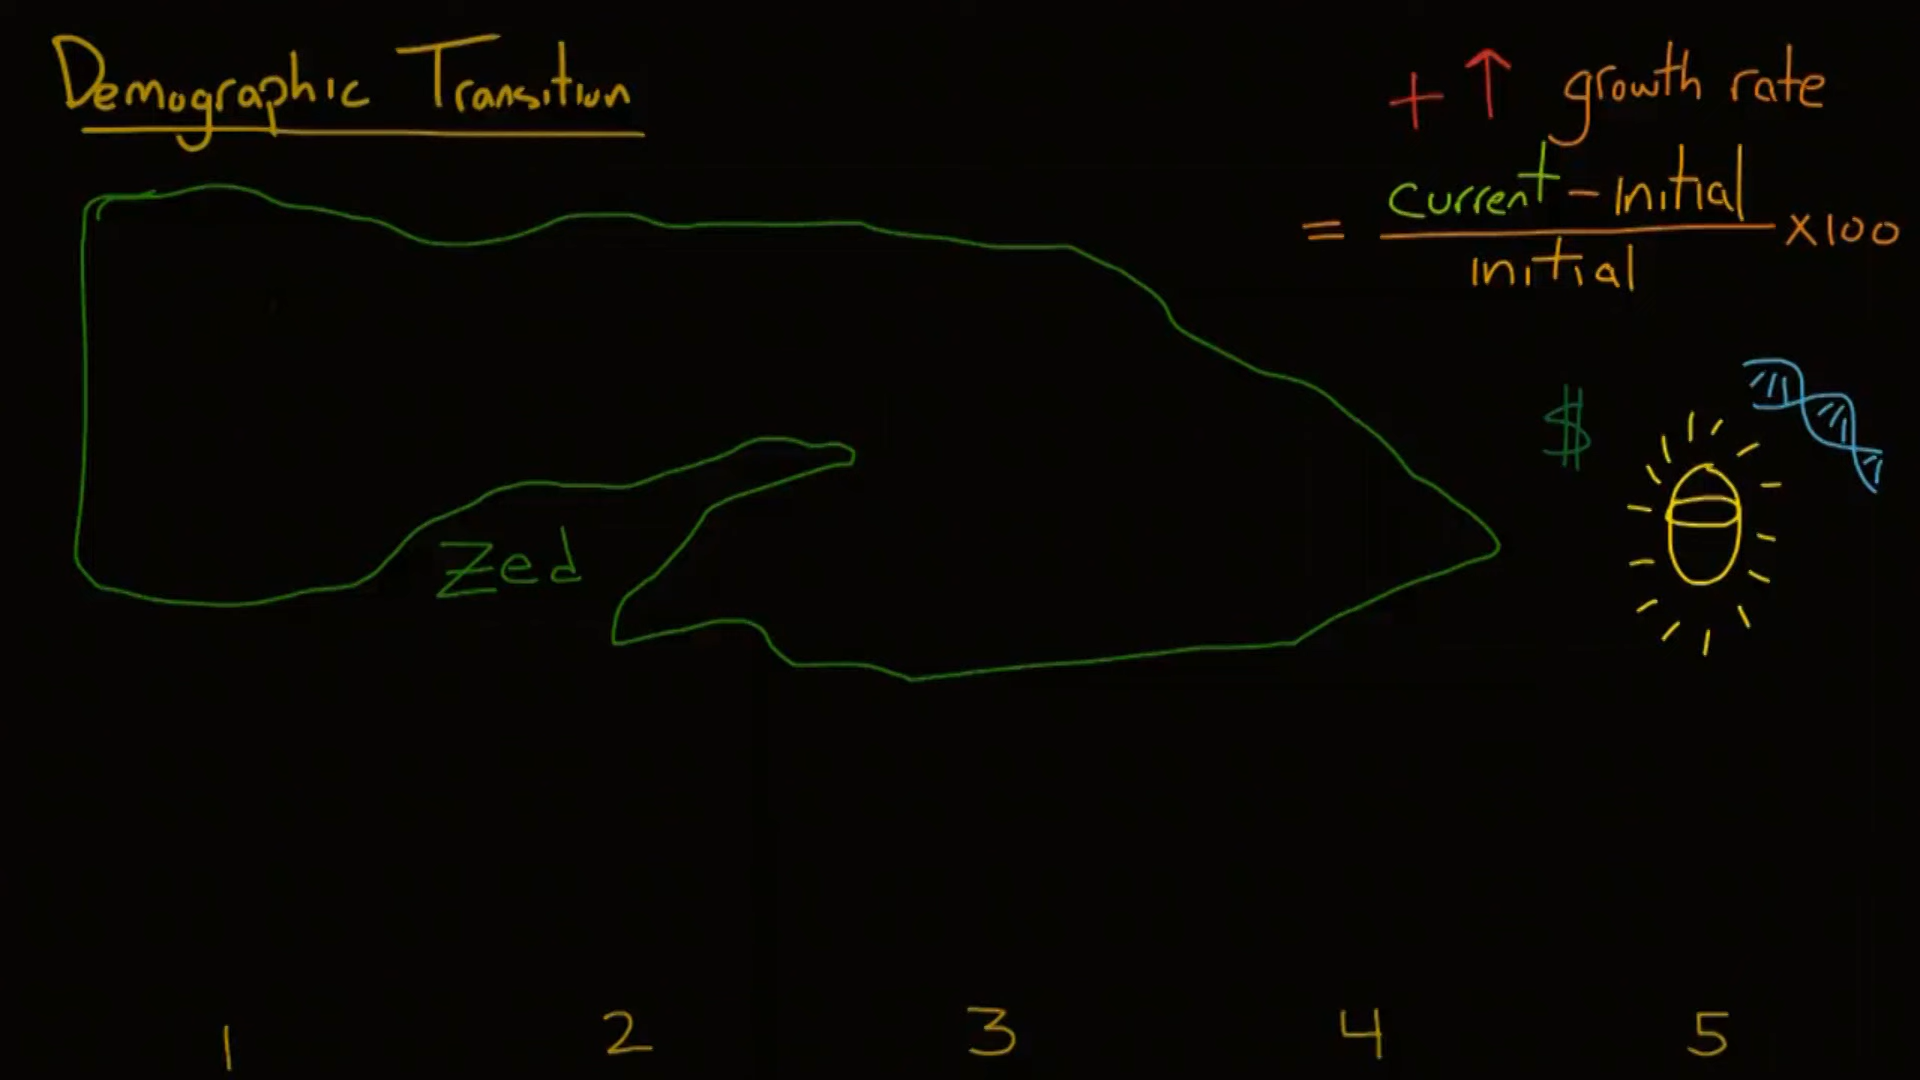 Demographic Transition
+ ↑ growth rate
= current - initial
initial
x100
$
Zed
1 2 3 4 5